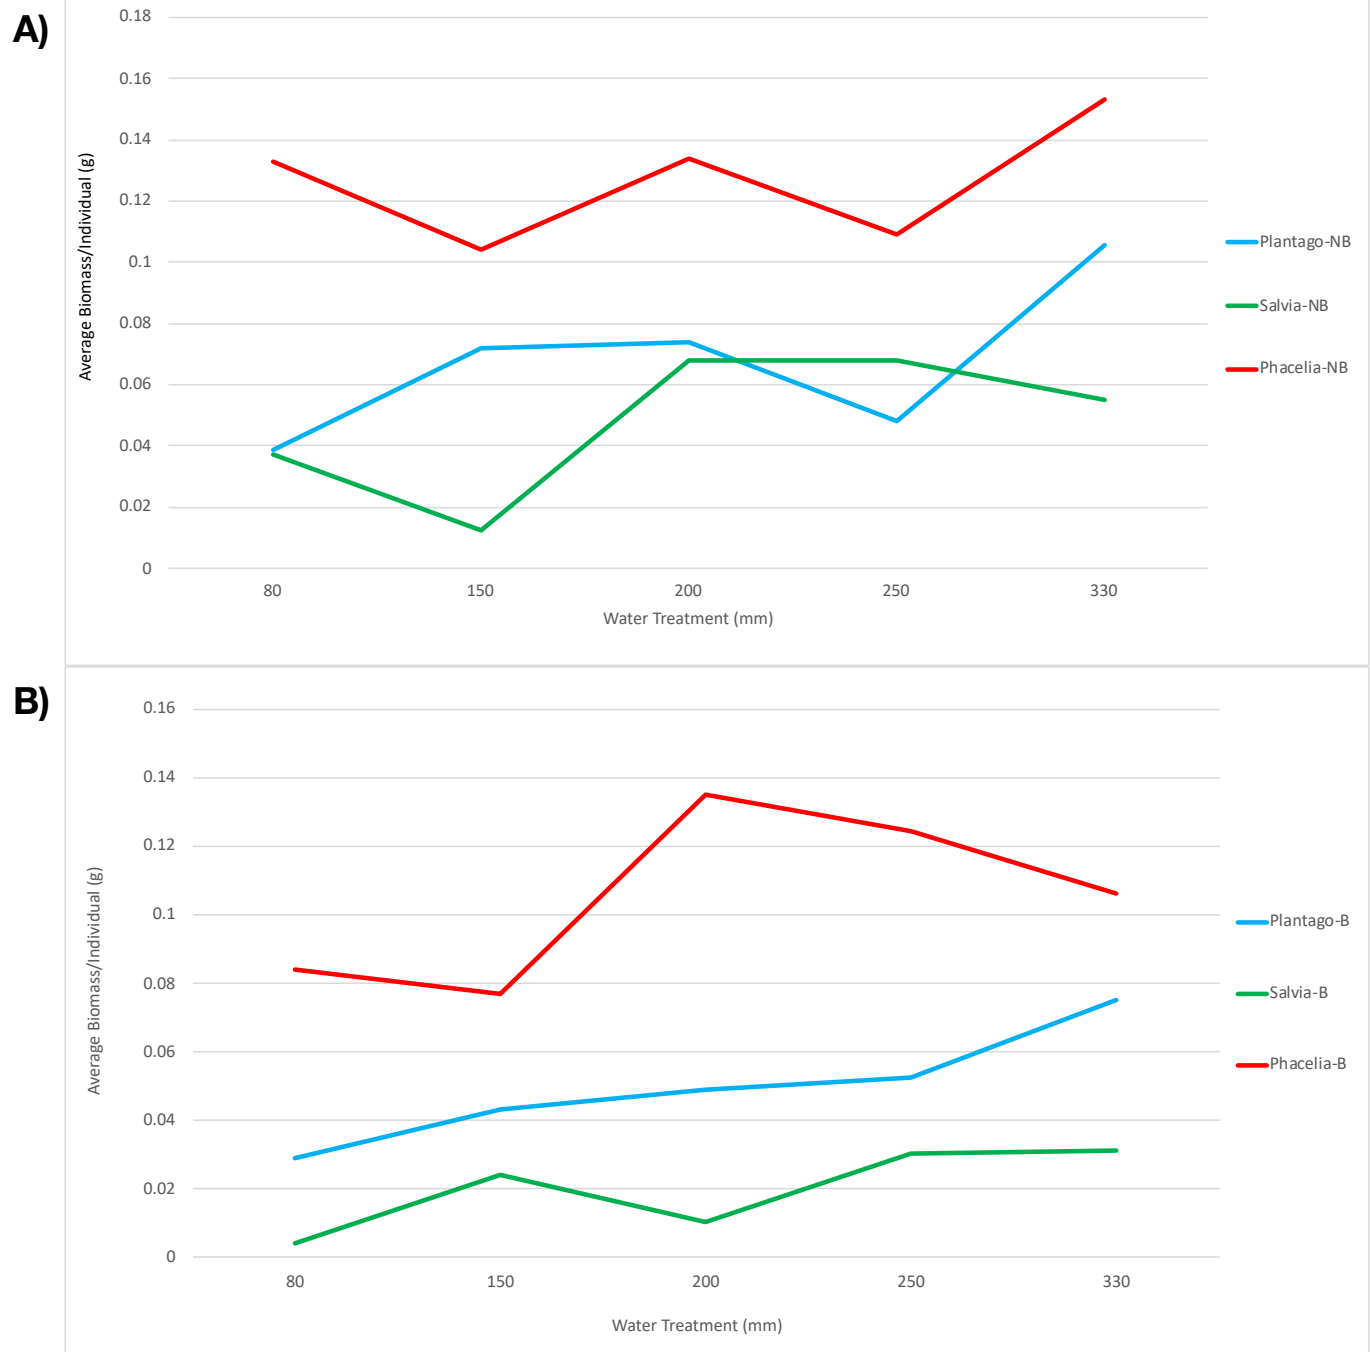 A)
0.18
0.16
0.14
0.12
0.1
0.08
0.06
0.04
0.02
0
Average Biomass/Individual (g)
80 150 200 250 330
Water Treatment (mm)
Plantago-NB
Salvia-NB
Phacelia-NB
B)
0.16
0.14
0.12
0.1
0.08
0.06
0.04
0.02
0
Average Biomass/Individual (g)
80 150 200 250 330
Water Treatment (mm)
Plantago-B
Salvia-B
Phacelia-B